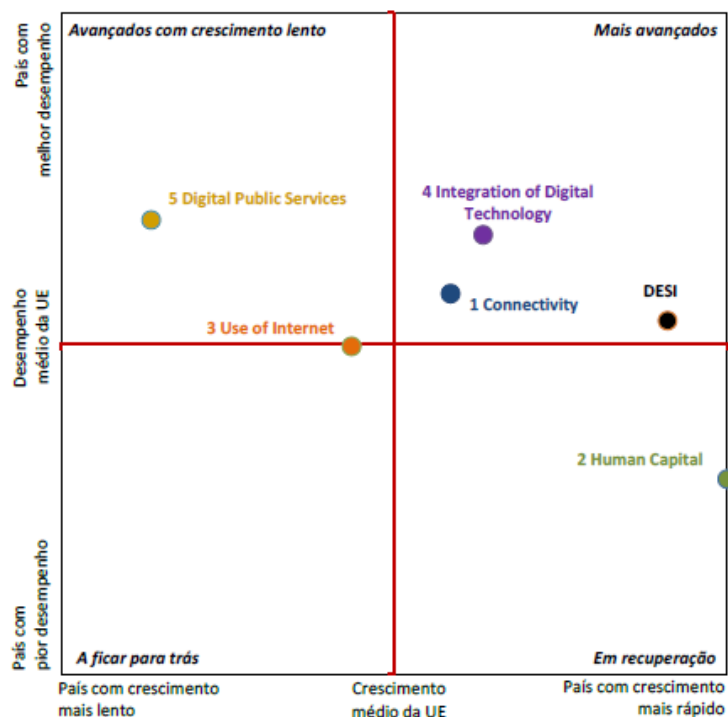 Avançados com crescimento lento
Mais avançados
País com
melhor desempenho
5 Digital Public Services
4 Integration of Digital
Technology
DESI
1 Connectivity
3 Use of Internet
Desempenho
médio da UE
2 Human Capital
País com
pior desempenho
A ficar para trás
Em recuperação
País com crescimento
mais lento
Crescimento
médio da UE
País com crescimento
mais rápido